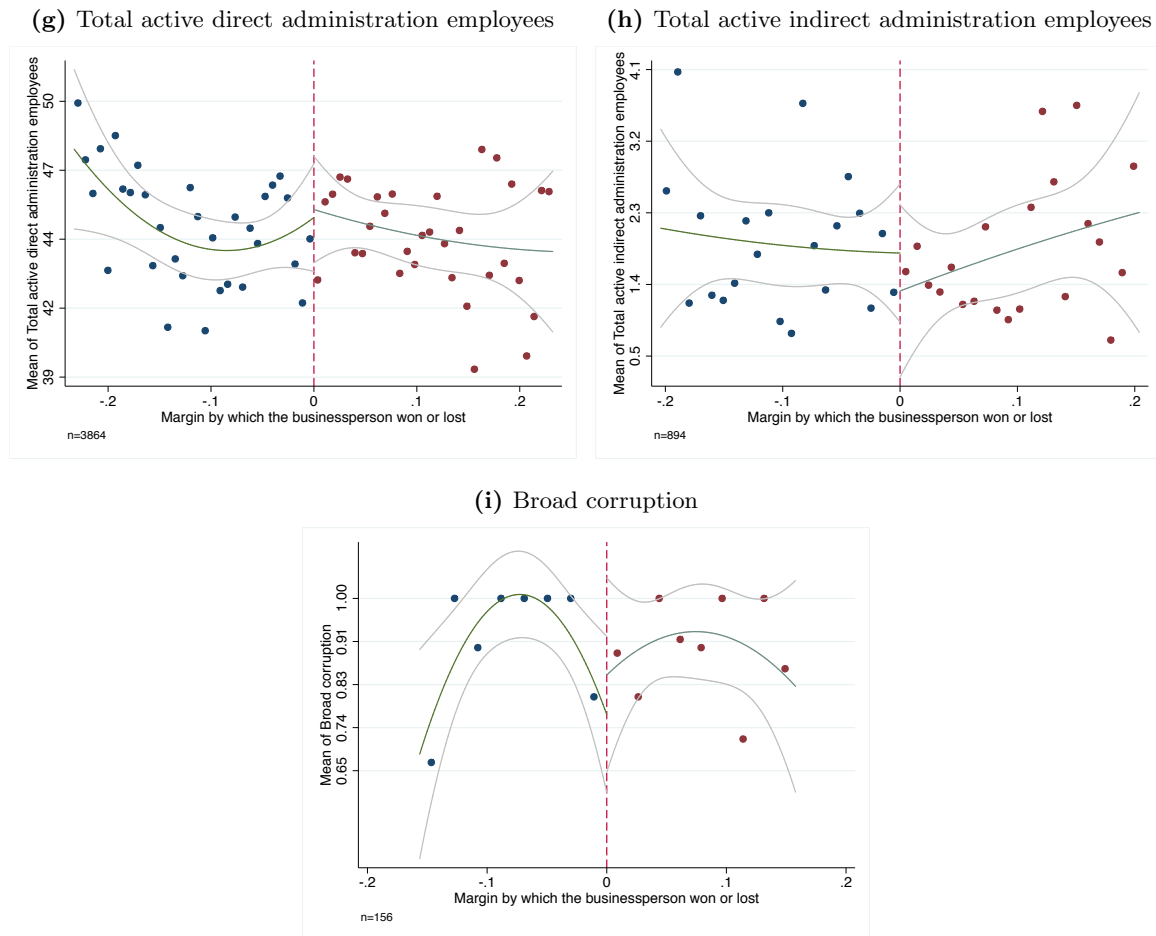 (g) Total active direct administration employees
Mean of Total active direct administration employees
50
47
44
42
39
-.2
-.1
0
.1
.2
Margin by which the businessperson won or lost
n=3864
(h) Total active indirect administration employees
Mean of Total active indirect administration employees
4.1
3.2
2.3
1.4
0.5
-.2
-.1
0
.1
.2
Margin by which the businessperson won or lost
n=894
(i) Broad corruption
Mean of Broad corruption
1.00
0.91
0.83
0.74
0.65
-.2
-.1
0
.1
.2
Margin by which the businessperson won or lost
n=156